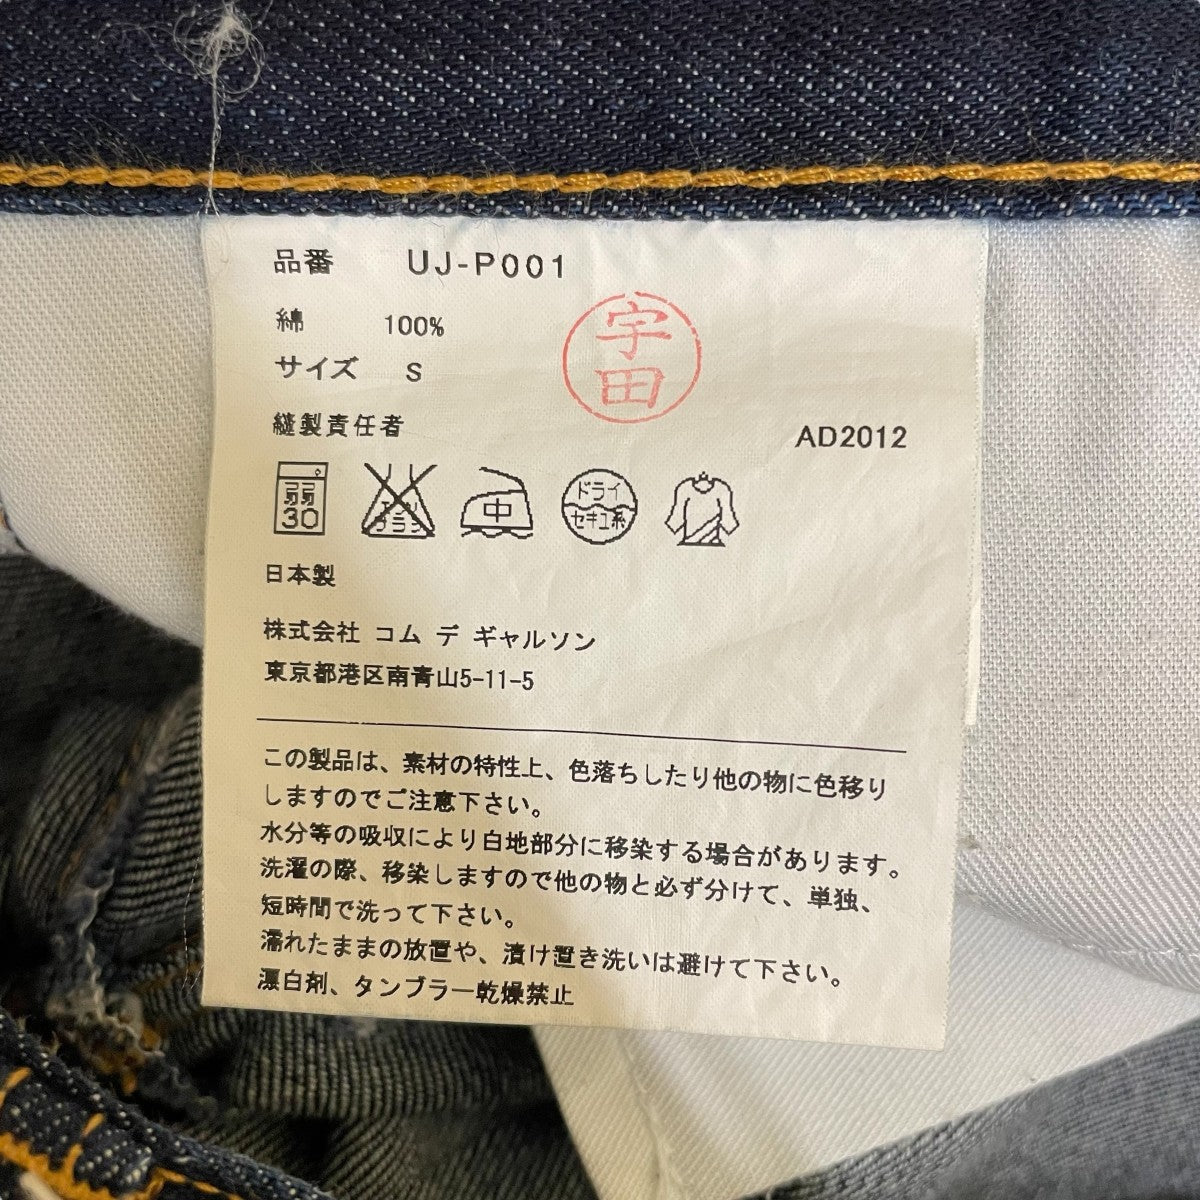 品番 UJ-P001
綿 100%
サイズ S
宇田
縫製責任者
AD2012
弱 30
エンソ サラシ
中
ドライ
セキユ系
日本製
株式会社 コム デ ギャルソン
東京都港区南青山5-11-5
この製品は、素材の特性上、色落ちしたり他の物に色移り
しますのでご注意下さい。
水分等の吸収により白地部分に移染する場合があります。
洗濯の際、移染しますので他の物と必ず分けて、単独、
短時間で洗って下さい。
濡れたままの放置や、漬け置き洗いは避けて下さい。
漂白剤、タンブラー乾燥禁止